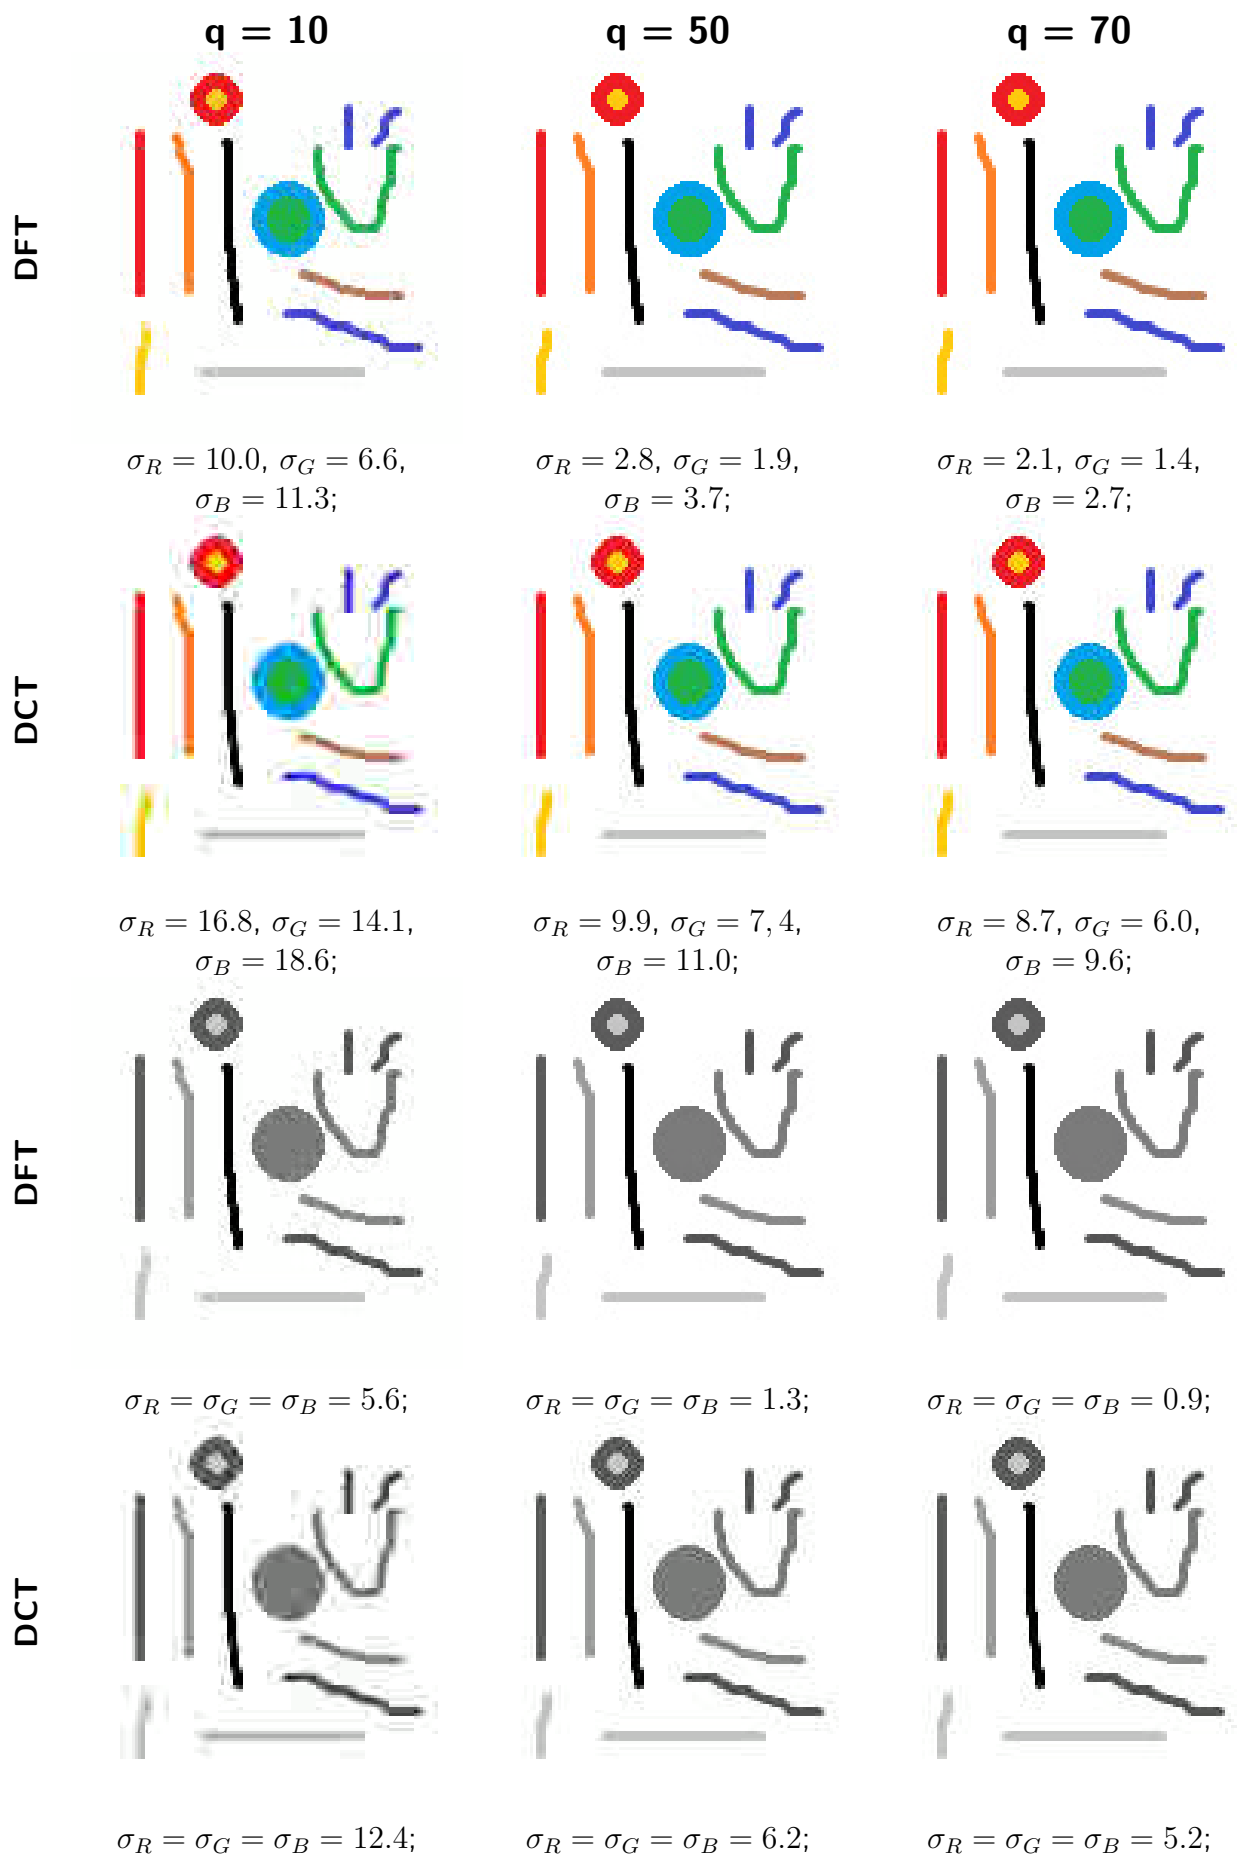 q = 10 q = 50 q = 70
DFT
σ_R = 10.0, σ_G = 6.6, σ_R = 2.8, σ_G = 1.9, σ_R = 2.1, σ_G = 1.4,
σ_B = 11.3; σ_B = 3.7; σ_B = 2.7;
DCT
σ_R = 16.8, σ_G = 14.1, σ_R = 9.9, σ_G = 7, 4, σ_R = 8.7, σ_G = 6.0,
σ_B = 18.6; σ_B = 11.0; σ_B = 9.6;
DFT
σ_R = σ_G = σ_B = 5.6; σ_R = σ_G = σ_B = 1.3; σ_R = σ_G = σ_B = 0.9;
DCT
σ_R = σ_G = σ_B = 12.4; σ_R = σ_G = σ_B = 6.2; σ_R = σ_G = σ_B = 5.2;